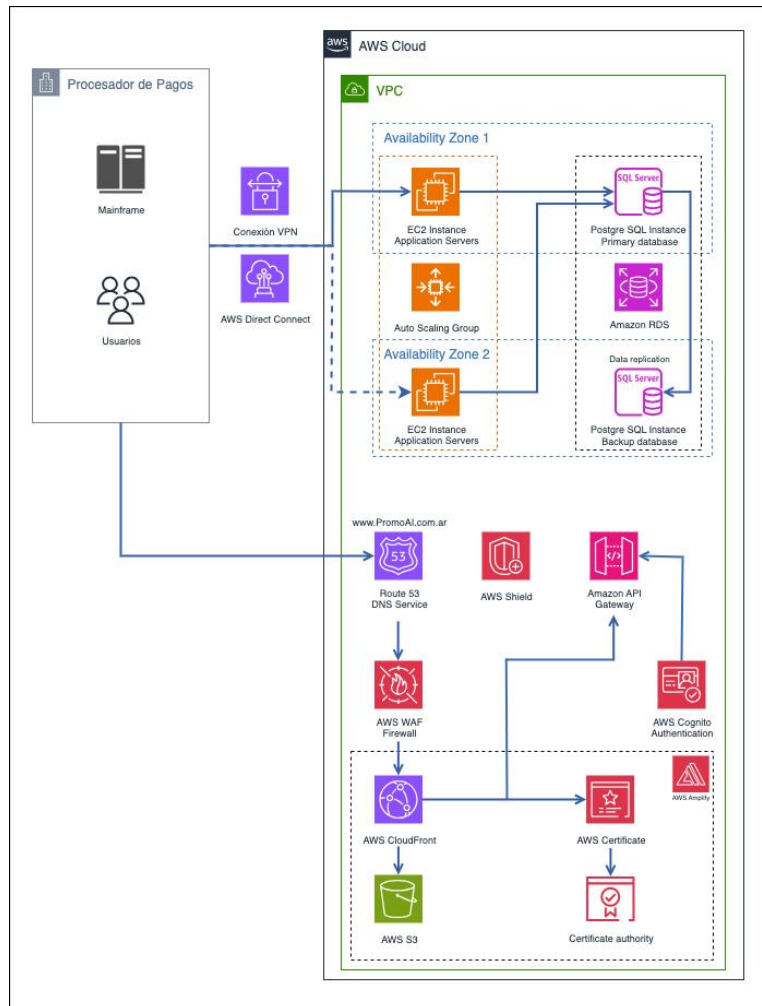 aws
AWS Cloud
Procesador de Pagos
VPC
Availability Zone 1
SQL Server
Mainframe
Conexión VPN
EC2 Instance
Application Servers
Postgre SQL Instance
Primary database
Usuarios
AWS Direct Connect
Auto Scaling Group
Amazon RDS
Availability Zone 2
Data replication
SQL Server
EC2 Instance
Application Servers
Postgre SQL Instance
Backup database
www.PromoAI.com.ar
53
Route 53
DNS Service
AWS Shield
Amazon API
Gateway
AWS WAF
Firewall
AWS Cognito
Authentication
AWS Amplify
AWS CloudFront
AWS Certificate
AWS S3
Certificate authority